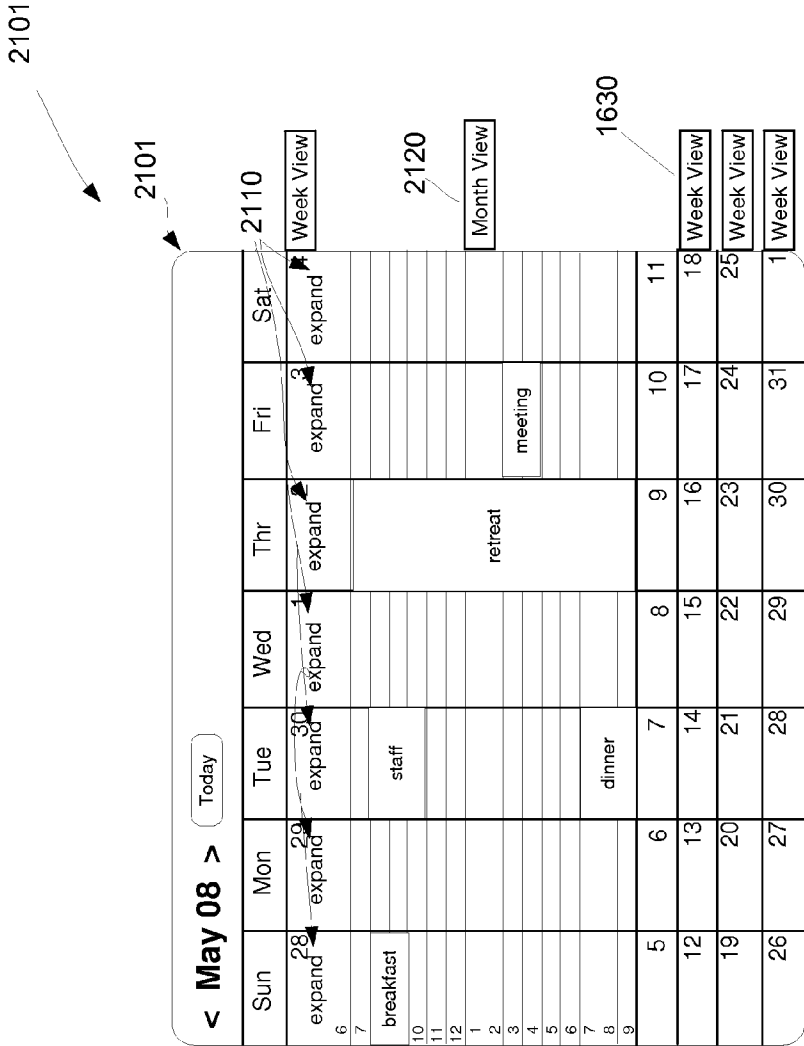 2101
2101
< May 08 > Today
2110
Sun Mon Tue Wed Thr Fri Sat
28 29 30 1 2 3 4
expand expand expand expand expand expand expand Week View
6
7
breakfast staff
10
11
12
retreat
2120
1 Month View
2
3 meeting
4
5
6
7 dinner
8
9
5 6 7 8 9 10 11
1630
12 13 14 15 16 17 18 Week View
19 20 21 22 23 24 25 Week View
26 27 28 29 30 31 1 Week View